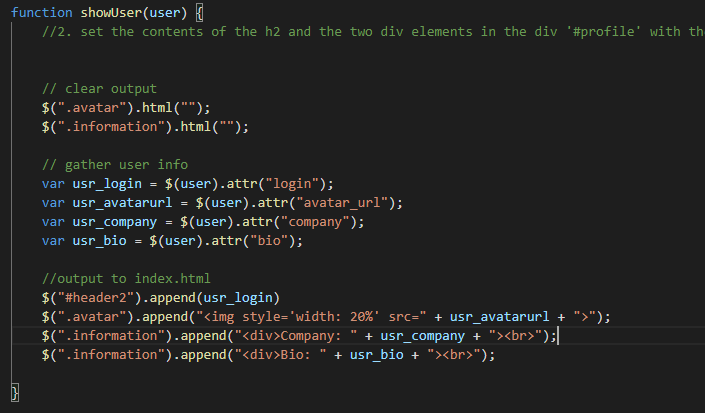 function showUser(user) {
//2. set the contents of the h2 and the two div elements in the div '#profile' with
// clear output
$(".avatar").html("");
$(".information").html("");
// gather user info
var usr_login = $(user).attr("login");
var usr_avatarurl = $(user).attr("avatar_url");
var usr_company = $(user).attr("company");
var usr_bio = $(user).attr("bio");
//output to index.html
$("#header2").append(usr_login)
$(".avatar").append("<img style='width: 20%' src=" + usr_avatarurl + ">");
$(".information").append("<div>Company: " + usr_company + "><br>");
$(".information").append("<div>Bio: " + usr_bio + "><br>");
}